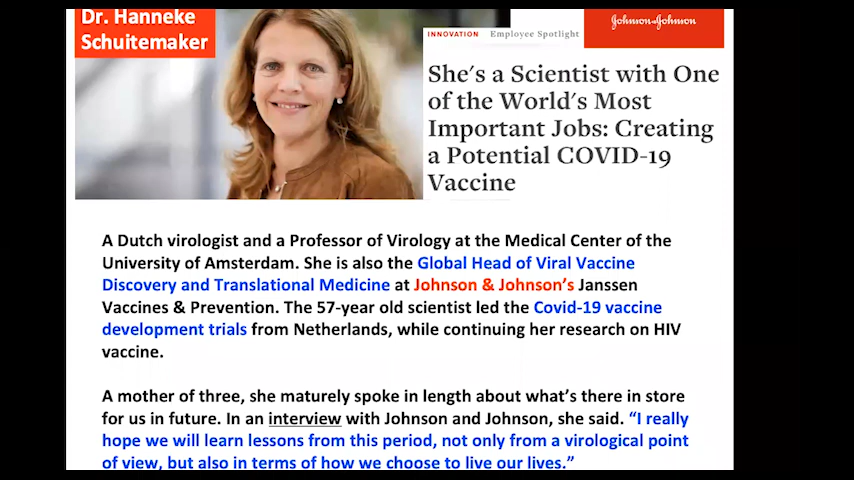 Dr. Hanneke
Schuitemaker
Johnson & Johnson
INNOVATION Employee Spotlight
She's a Scientist with One
of the World's Most
Important Jobs: Creating
a Potential COVID-19
Vaccine
A Dutch virologist and a Professor of Virology at the Medical Center of the
University of Amsterdam. She is also the Global Head of Viral Vaccine
Discovery and Translational Medicine at Johnson & Johnson's Janssen
Vaccines & Prevention. The 57-year old scientist led the Covid-19 vaccine
development trials from Netherlands, while continuing her research on HIV
vaccine.
A mother of three, she maturely spoke in length about what's there in store
for us in future. In an interview with Johnson and Johnson, she said. “I really
hope we will learn lessons from this period, not only from a virological point
of view, but also in terms of how we choose to live our lives.”